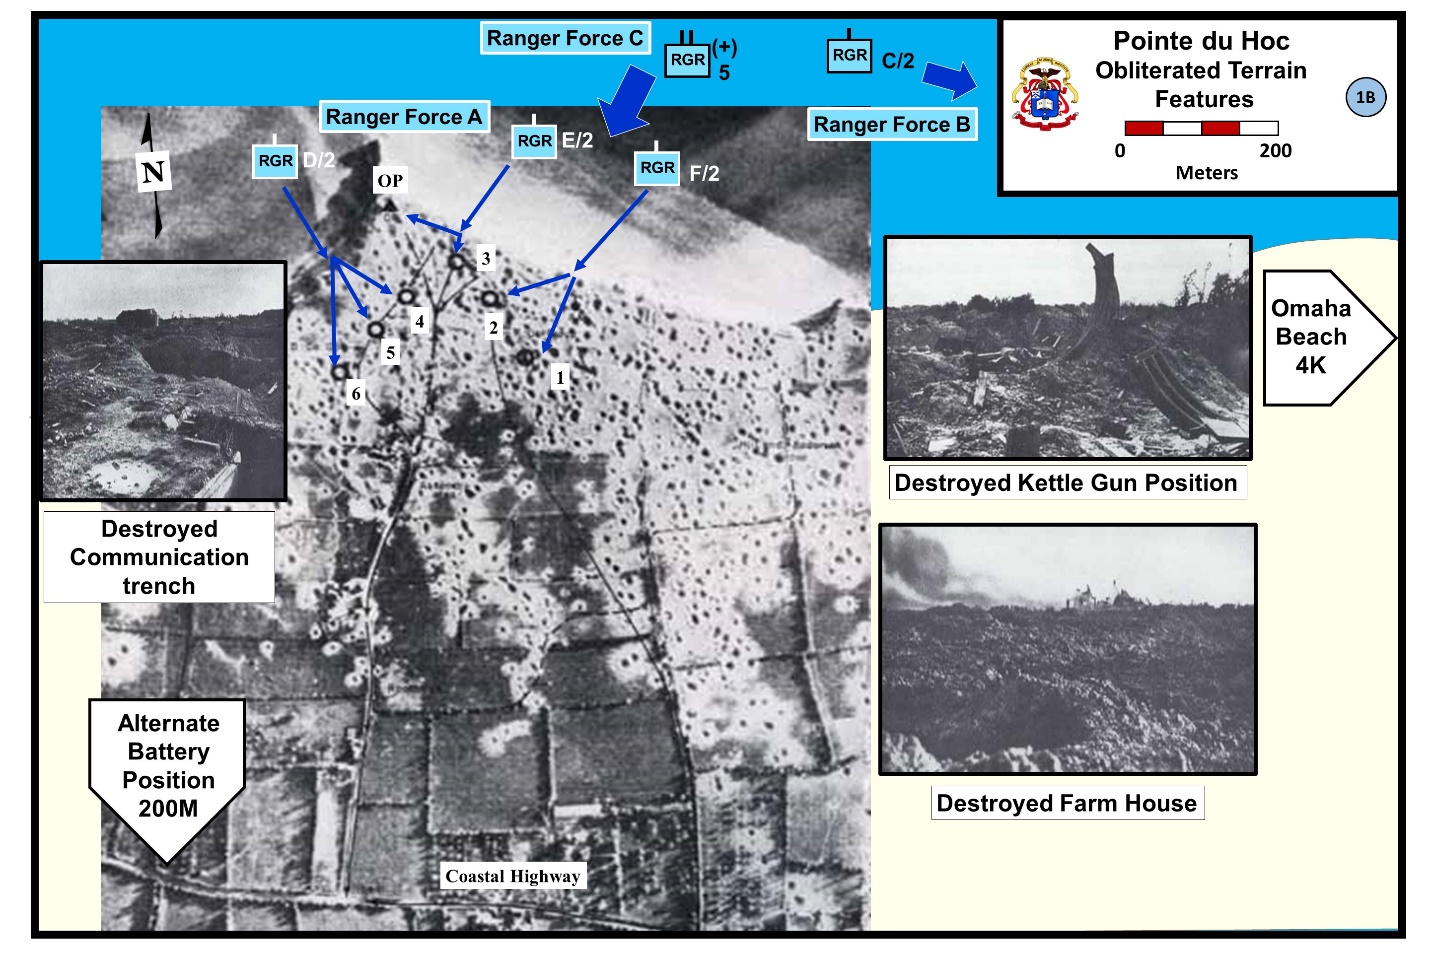 Ranger Force C
RGR
(+)
5
RGR
C/2
Pointe du Hoc
Obliterated Terrain
Features
1B
0
200
Meters
Ranger Force A
Ranger Force B
RGR
D/2
RGR
E/2
RGR
F/2
N
OP
3
4
2
5
1
6
Omaha
Beach
4K
Destroyed Kettle Gun Position
Destroyed
Communication
trench
Alternate
Battery
Position
200M
Destroyed Farm House
Coastal Highway